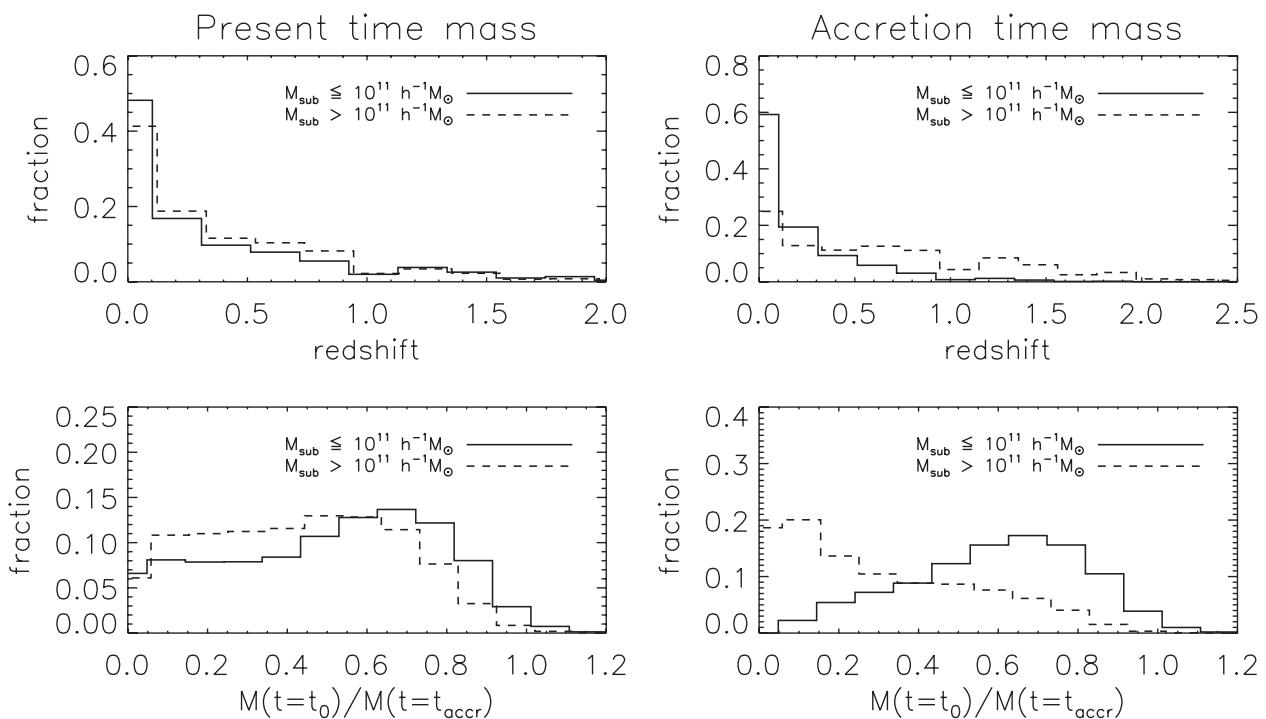 Present time mass
0.6
0.4
0.2
0.0
fraction
M_sub ≦ 10^11 h^-1 M_⊙
M_sub > 10^11 h^-1 M_⊙
0.0 0.5 1.0 1.5 2.0
redshift
Accretion time mass
0.8
0.6
0.4
0.2
0.0
fraction
M_sub ≦ 10^11 h^-1 M_⊙
M_sub > 10^11 h^-1 M_⊙
0.0 0.5 1.0 1.5 2.0 2.5
redshift
0.25
0.20
0.15
0.10
0.05
0.00
fraction
M_sub ≦ 10^11 h^-1 M_⊙
M_sub > 10^11 h^-1 M_⊙
0.0 0.2 0.4 0.6 0.8 1.0 1.2
M(t=t_0)/M(t=t_accr)
0.4
0.3
0.2
0.1
0.0
fraction
M_sub ≦ 10^11 h^-1 M_⊙
M_sub > 10^11 h^-1 M_⊙
0.0 0.2 0.4 0.6 0.8 1.0 1.2
M(t=t_0)/M(t=t_accr)